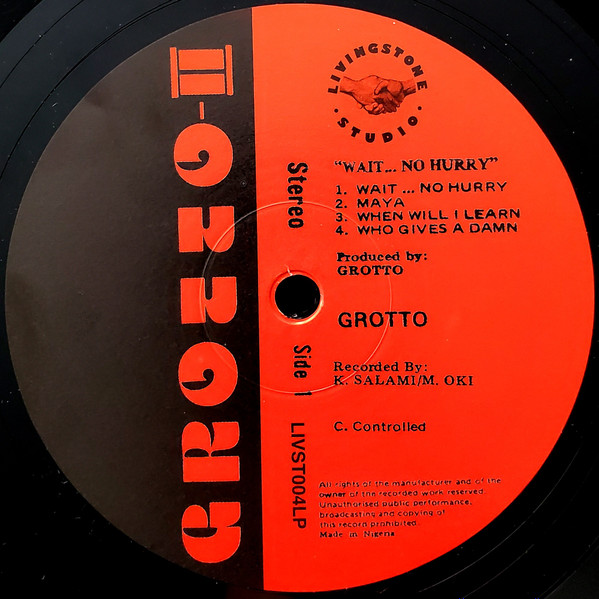 GROTTO-II
LIVINGSTONE
· STUDIO ·
"WAIT... NO HURRY"
1. WAIT ... NO HURRY
2. MAYA
3. WHEN WILL I LEARN
4. WHO GIVES A DAMN
Produced by:
GROTTO
Stereo
GROTTO
Side 1
Recorded By:
K. SALAMI/M. OKI
C. Controlled
LIVST004LP
All rights of the manufacturer and of the
owner of the recorded work reserved.
Unauthorised public performance,
broadcasting and copying of
this record prohibited.
Made in Nigeria